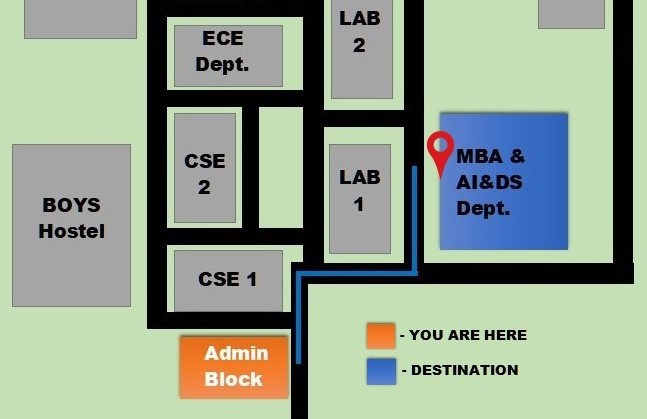 LAB
2
ECE
Dept.
CSE
2
LAB
1
MBA &
AI&DS
Dept.
BOYS
Hostel
CSE 1
Admin
Block
- YOU ARE HERE
- DESTINATION